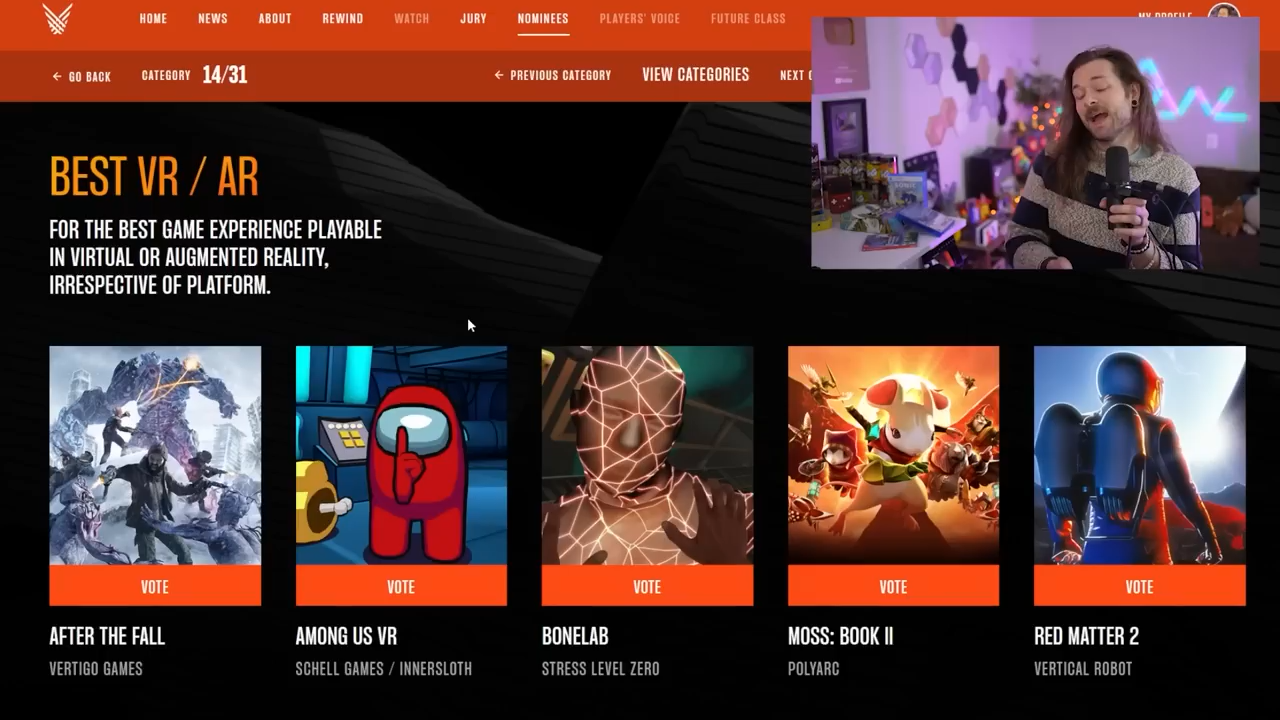 HOME NEWS ABOUT REWIND WATCH JURY NOMINEES PLAYERS' VOICE FUTURE CLASS
MY PROFILE
← GO BACK CATEGORY 14/31 ← PREVIOUS CATEGORY VIEW CATEGORIES NEXT
BEST VR / AR
FOR THE BEST GAME EXPERIENCE PLAYABLE
IN VIRTUAL OR AUGMENTED REALITY,
IRRESPECTIVE OF PLATFORM.
VOTE VOTE VOTE VOTE VOTE
AFTER THE FALL AMONG US VR BONELAB MOSS: BOOK II RED MATTER 2
VERTIGO GAMES SCHELL GAMES / INNERSLOTH STRESS LEVEL ZERO POLYARC VERTICAL ROBOT